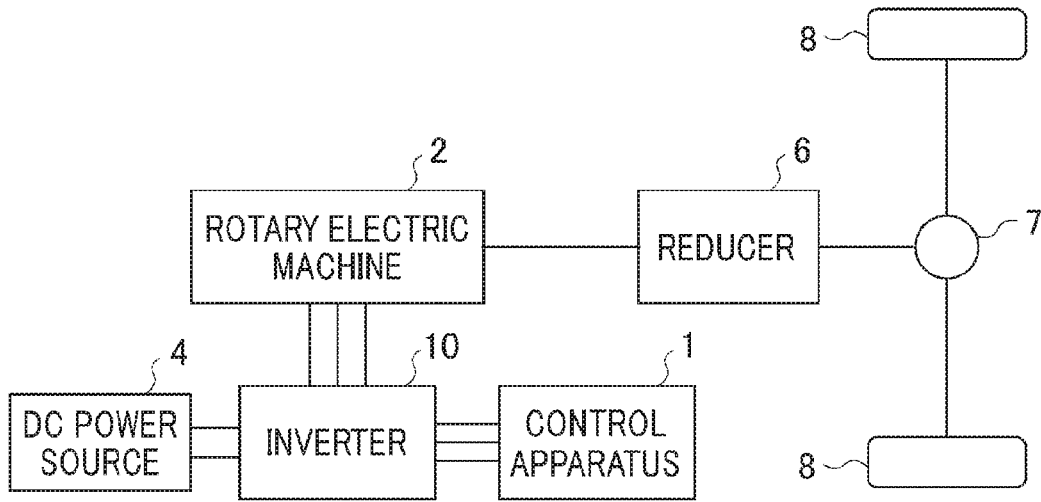 8
2
6
ROTARY ELECTRIC
MACHINE
REDUCER
7
4
10
1
DC POWER
SOURCE
INVERTER
CONTROL
APPARATUS
8